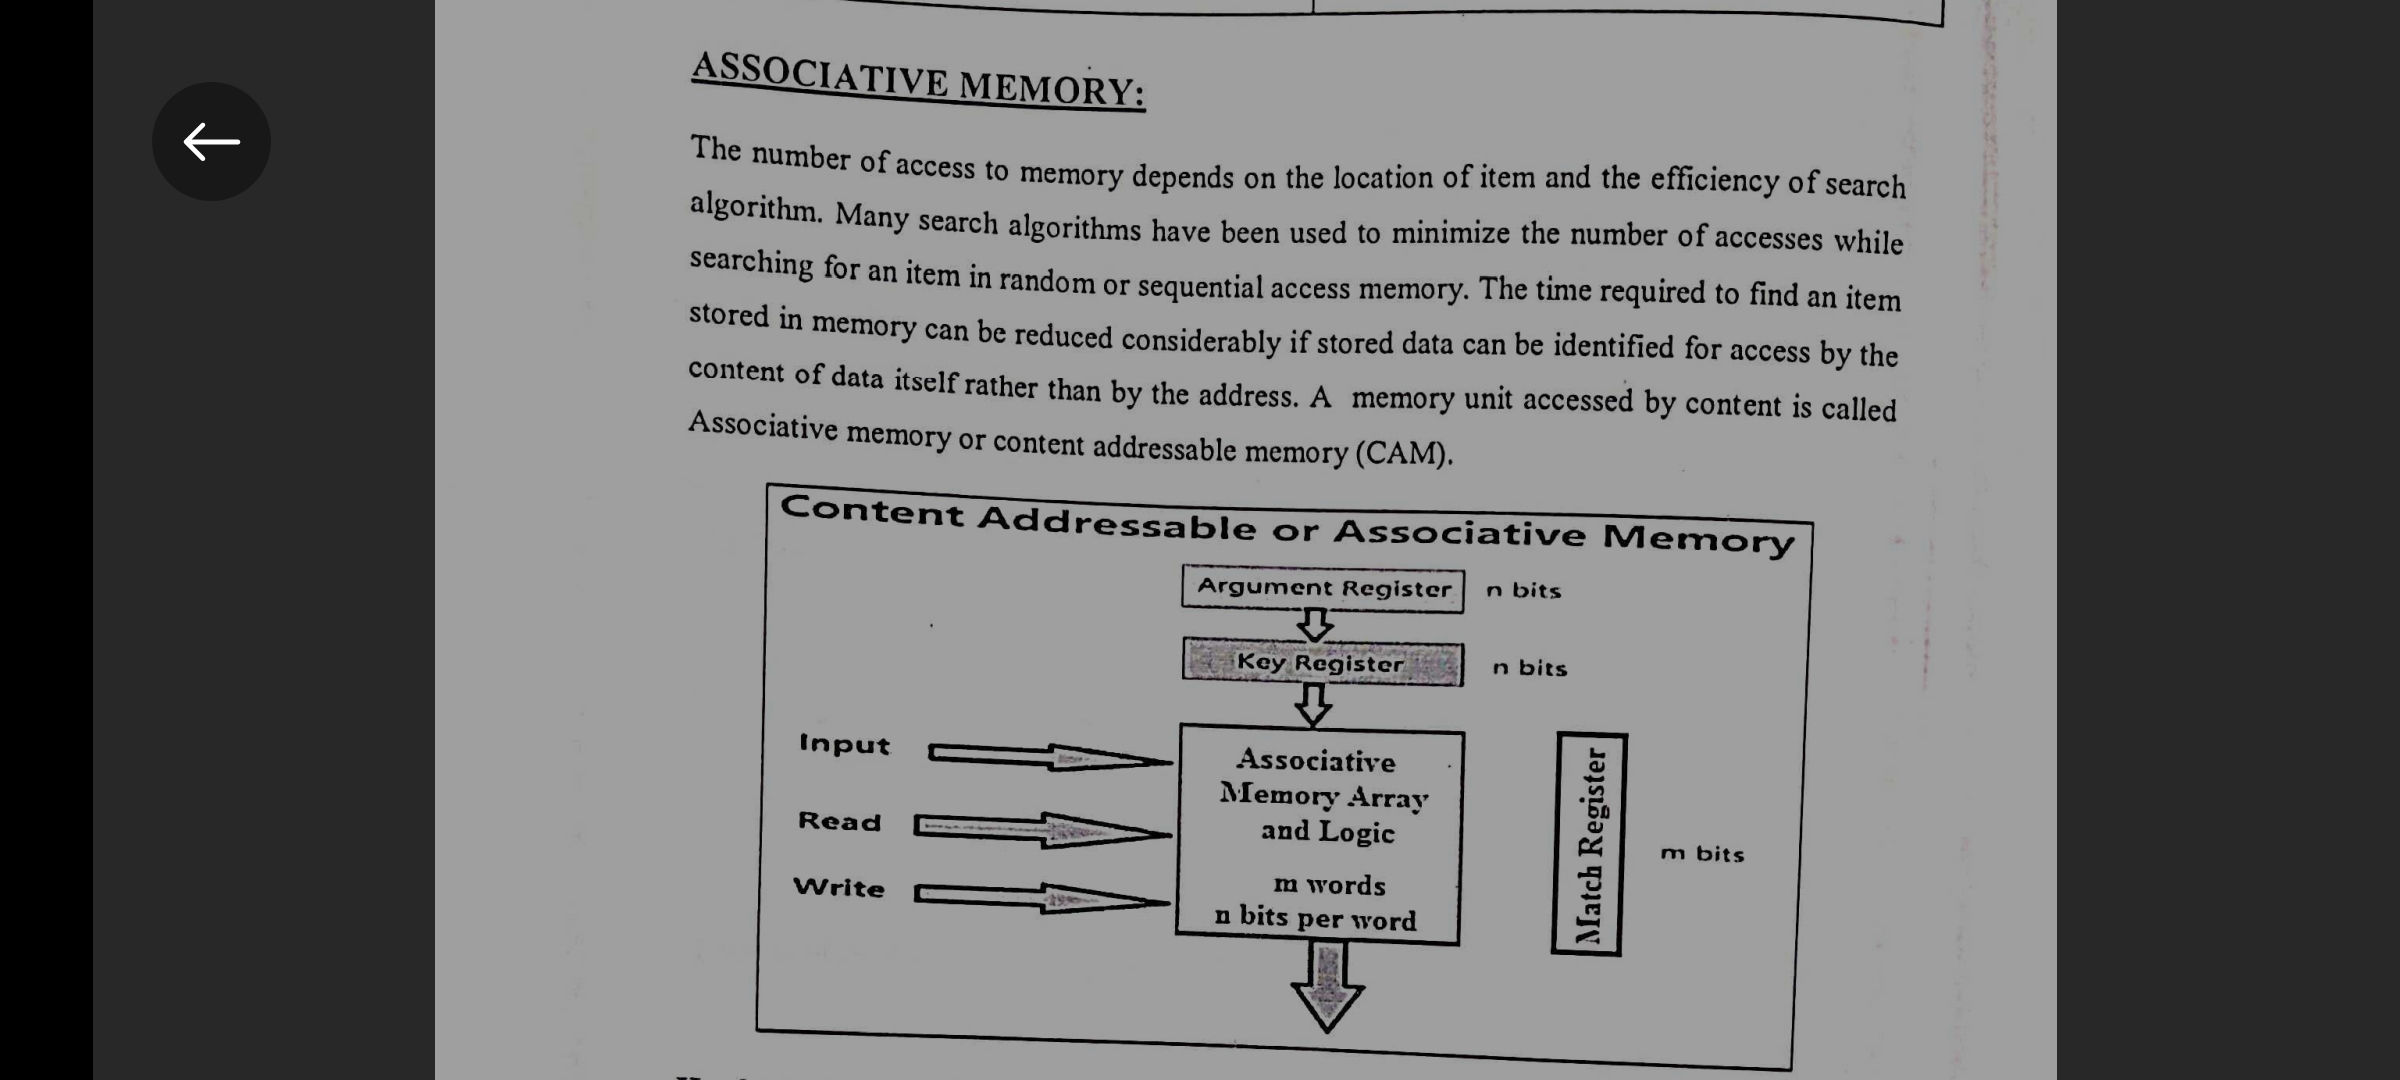 ASSOCIATIVE MEMORY:
The number of access to memory depends on the location of item and the efficiency of search
algorithm. Many search algorithms have been used to minimize the number of accesses while
searching for an item in random or sequential access memory. The time required to find an item
stored in memory can be reduced considerably if stored data can be identified for access by the
content of data itself rather than by the address. A memory unit accessed by content is called
Associative memory or content addressable memory (CAM).
Content Addressable or Associative Memory
Argument Register n bits
Key Register n bits
Input
Read
Write
Associative
Memory Array
and Logic
m words
n bits per word
Match Register
m bits